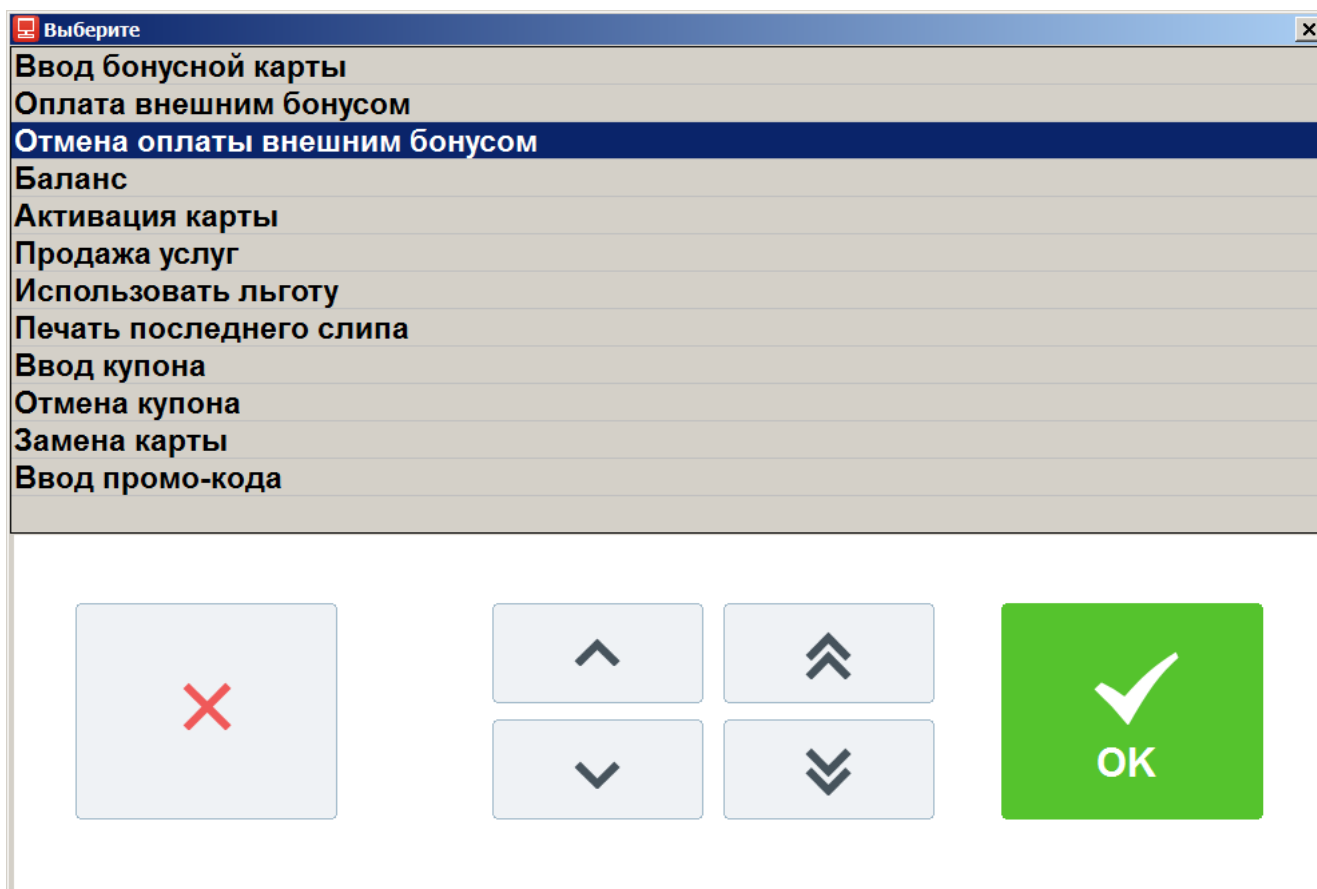 Выберите
Ввод бонусной карты
Оплата внешним бонусом
Отмена оплаты внешним бонусом
Баланс
Активация карты
Продажа услуг
Использовать льготу
Печать последнего слипа
Ввод купона
Отмена купона
Замена карты
Ввод промо-кода
OK